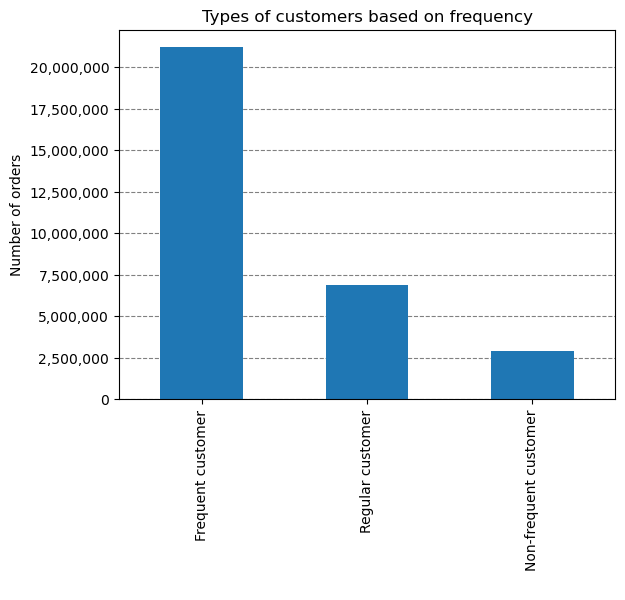 Types of customers based on frequency
Number of orders
20,000,000
17,500,000
15,000,000
12,500,000
10,000,000
7,500,000
5,000,000
2,500,000
0
Frequent customer
Regular customer
Non-frequent customer